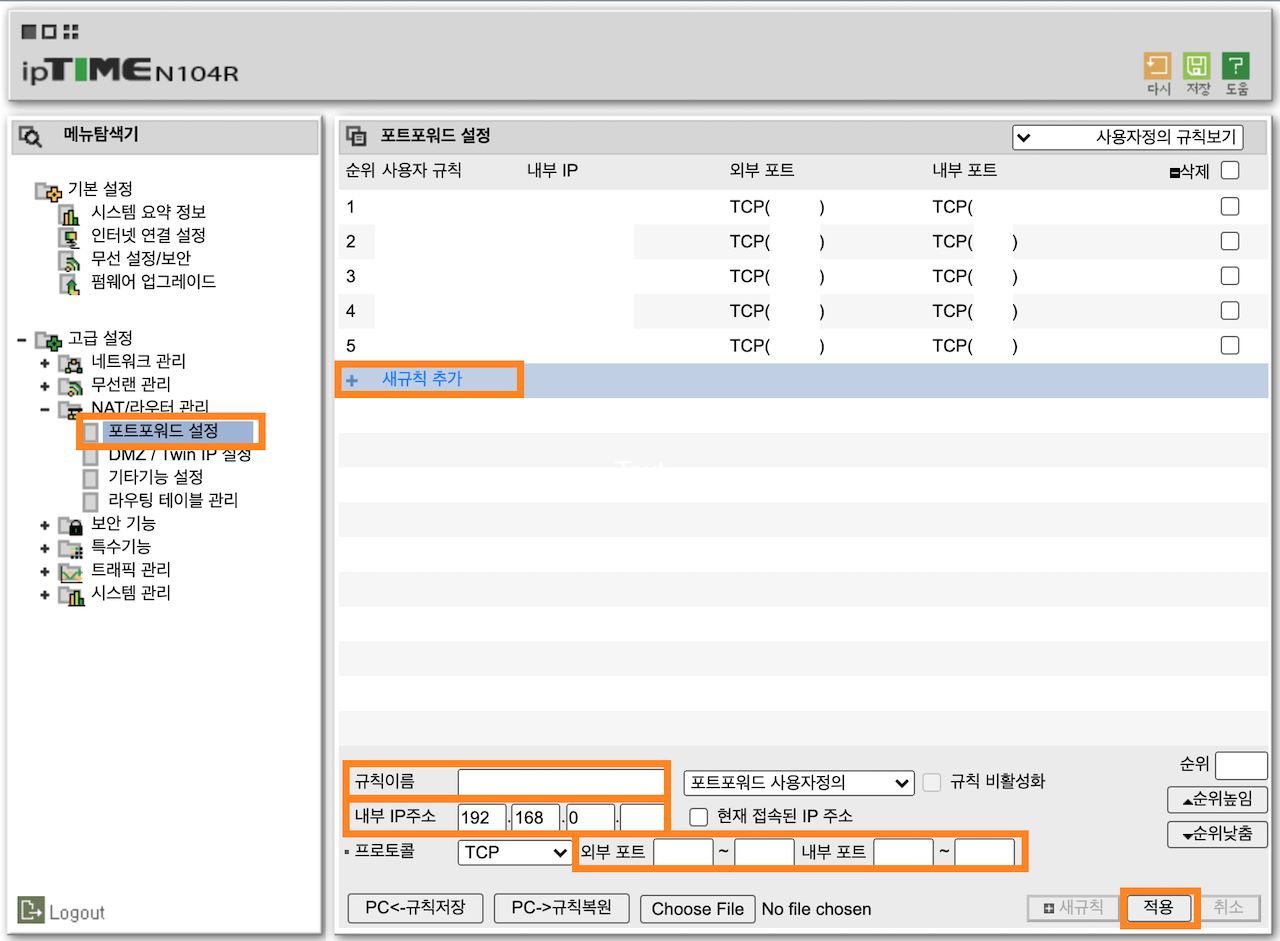 ipTIME N104R
다시 저장 도움
메뉴탐색기
기본 설정
시스템 요약 정보
인터넷 연결 설정
무선 설정/보안
펌웨어 업그레이드
고급 설정
네트워크 관리
무선랜 관리
NAT/라우터 관리
포트포워드 설정
DMZ / Twin IP 설정
기타기능 설정
라우팅 테이블 관리
보안 기능
특수기능
트래픽 관리
시스템 관리
Logout
포트포워드 설정 사용자정의 규칙보기
순위 사용자 규칙 내부 IP 외부 포트 내부 포트 삭제
1 TCP( ) TCP(
2 TCP( ) TCP( )
3 TCP( ) TCP( )
4 TCP( ) TCP( )
5 TCP( ) TCP( )
+ 새규칙 추가
순위
규칙이름 포트포워드 사용자정의 규칙 비활성화
순위높임
내부 IP주소 192 . 168 . 0 . 현재 접속된 IP 주소
순위낮춤
프로토콜 TCP 외부 포트 ~ 내부 포트 ~
PC<-규칙저장 PC->규칙복원 Choose File No file chosen 새규칙 적용 취소